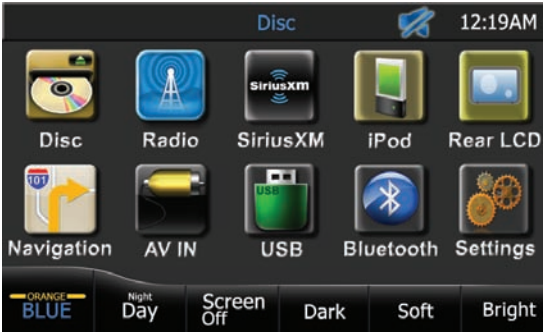 Disc 12:19AM
SiriusXM
Disc Radio SiriusXM iPod Rear LCD
101 USB
Navigation AV IN USB Bluetooth Settings
ORANGE Night Screen
BLUE Day Off Dark Soft Bright